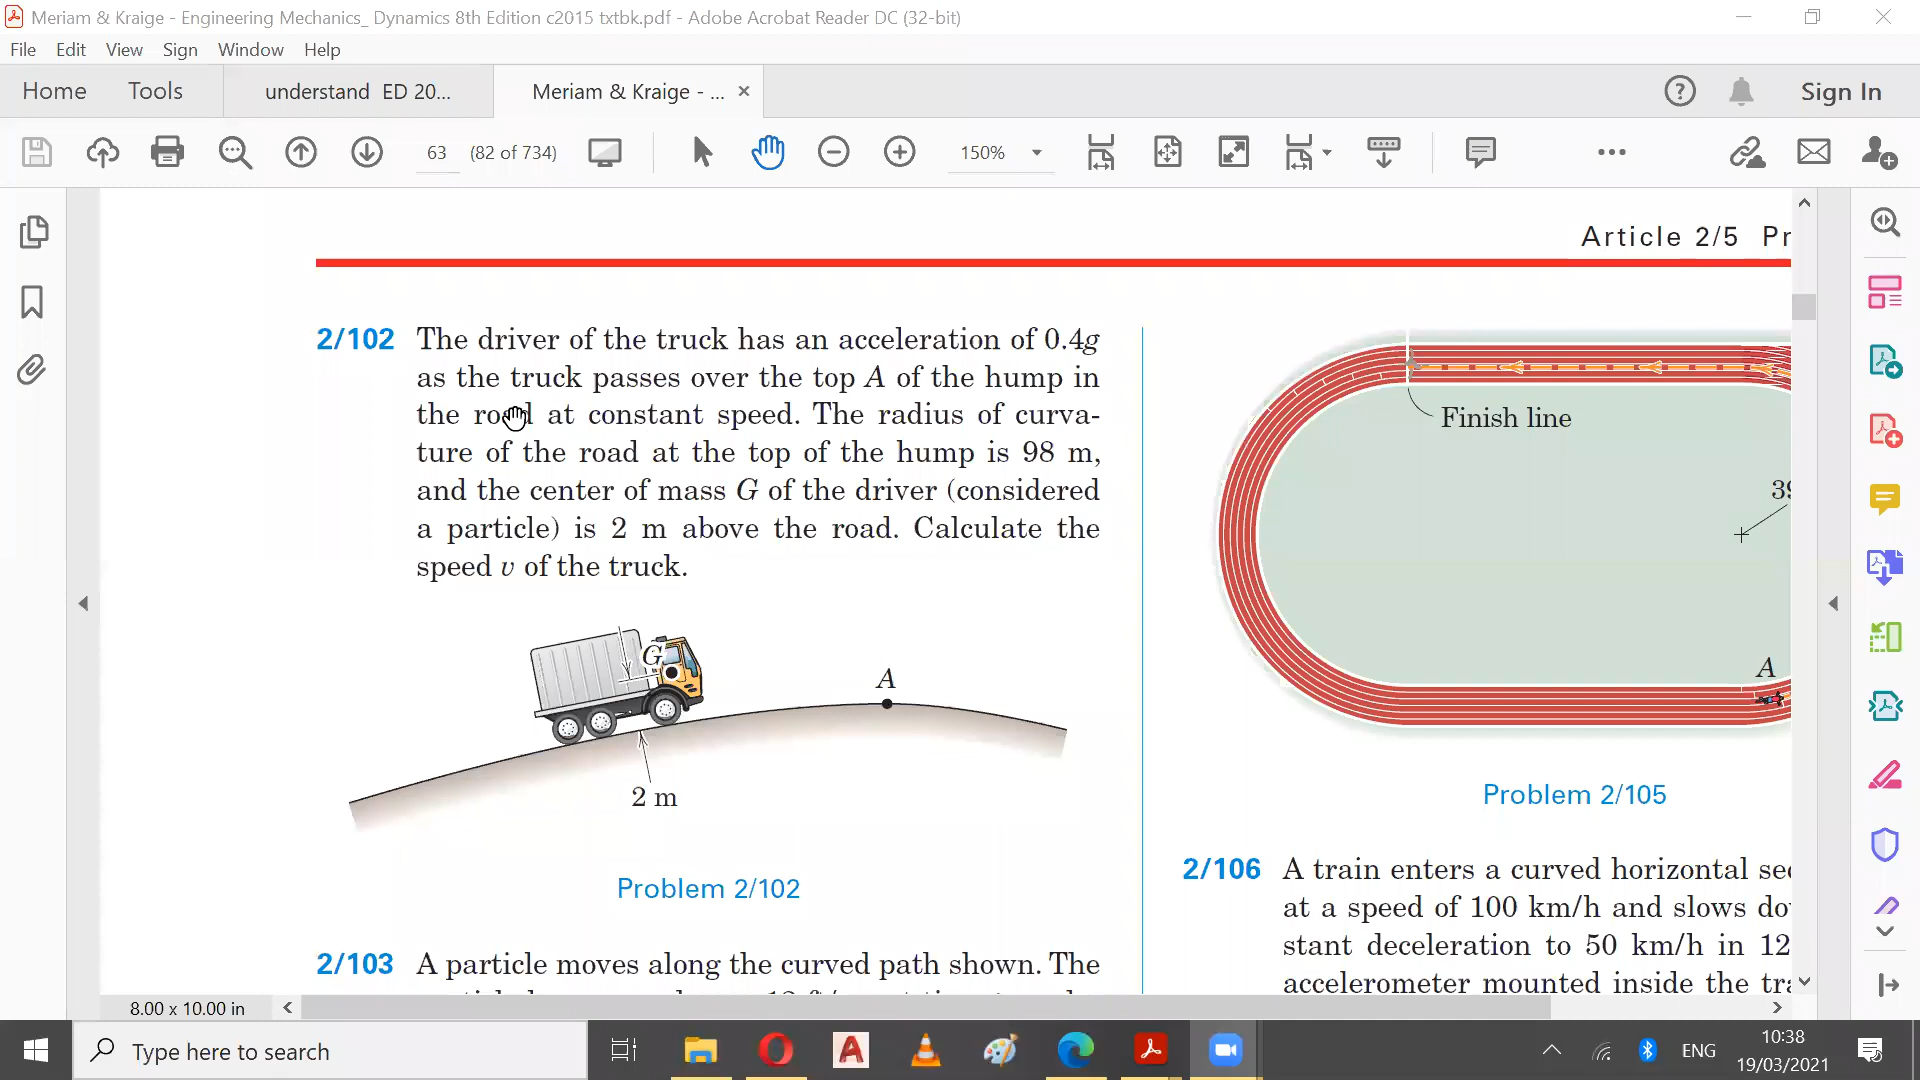 Meriam & Kraige - Engineering Mechanics_ Dynamics 8th Edition c2015 txtbk.pdf - Adobe Acrobat Reader DC (32-bit)
File Edit View Sign Window Help
Home Tools understand ED 20... Meriam & Kraige - ... × Sign In
63 (82 of 734) 150%
Article 2/5
2/102 The driver of the truck has an acceleration of 0.4g
as the truck passes over the top A of the hump in
the road at constant speed. The radius of curva-
ture of the road at the top of the hump is 98 m,
and the center of mass G of the driver (considered
a particle) is 2 m above the road. Calculate the
speed v of the truck.
G
A
2 m
Problem 2/102
2/103 A particle moves along the curved path shown. The
Finish line
A
Problem 2/105
2/106 A train enters a curved horizontal
at a speed of 100 km/h and slows
stant deceleration to 50 km/h in 12
accelerometer mounted inside the
8.00 x 10.00 in
Type here to search
ENG
10:38
19/03/2021